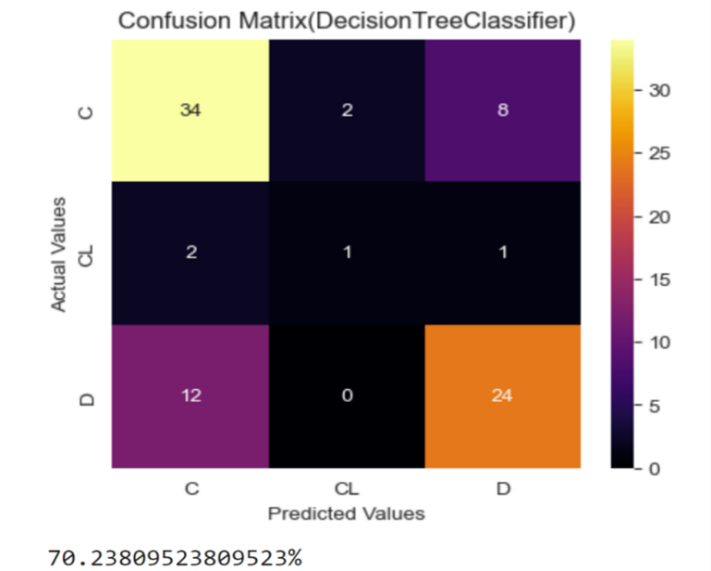 Confusion Matrix(DecisionTreeClassifier)
Actual Values
C
34 2 8
CL
2 1 1
D
12 0 24
C CL D
Predicted Values
30
25
20
15
10
5
0
70.23809523809523%